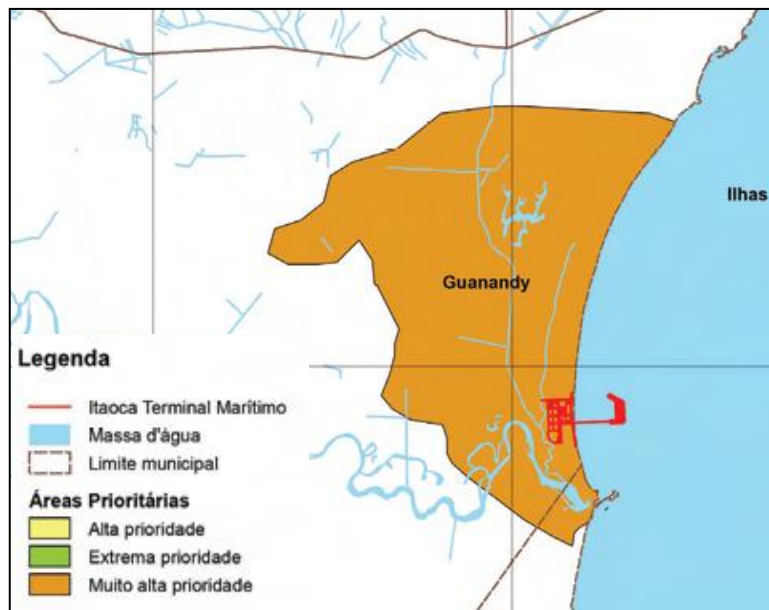 Ilhas
Guanandy
Legenda
Itaoca Terminal Marítimo
Massa d'água
Limite municipal
Áreas Prioritárias
Alta prioridade
Extrema prioridade
Muito alta prioridade